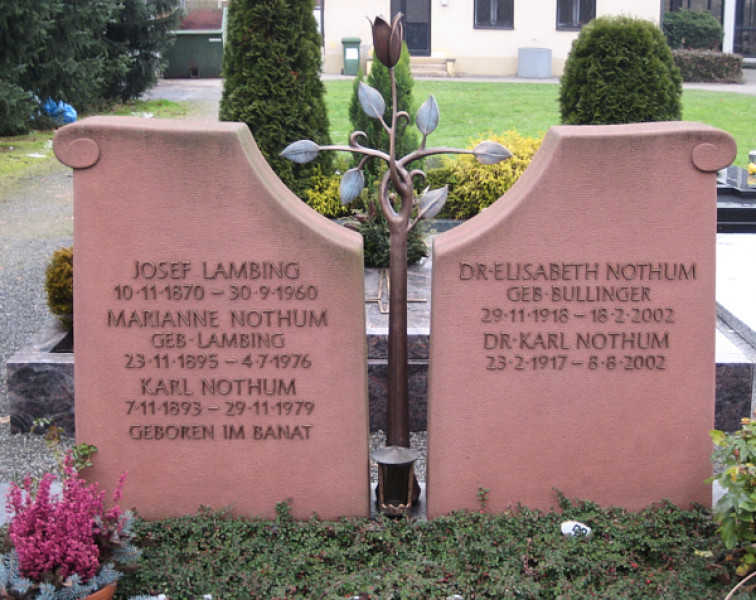 JOSEF LAMBING
10·11·1870 – 30·9·1960
MARIANNE NOTHUM
GEB·LAMBING
23·11·1895 – 4·7·1976
KARL NOTHUM
7·11·1893 – 29·11·1979
GEBOREN IM BANAT
DR·ELISABETH NOTHUM
GEB·BULLINGER
29·11·1918 – 18·2·2002
DR·KARL NOTHUM
23·2·1917 – 8·8·2002